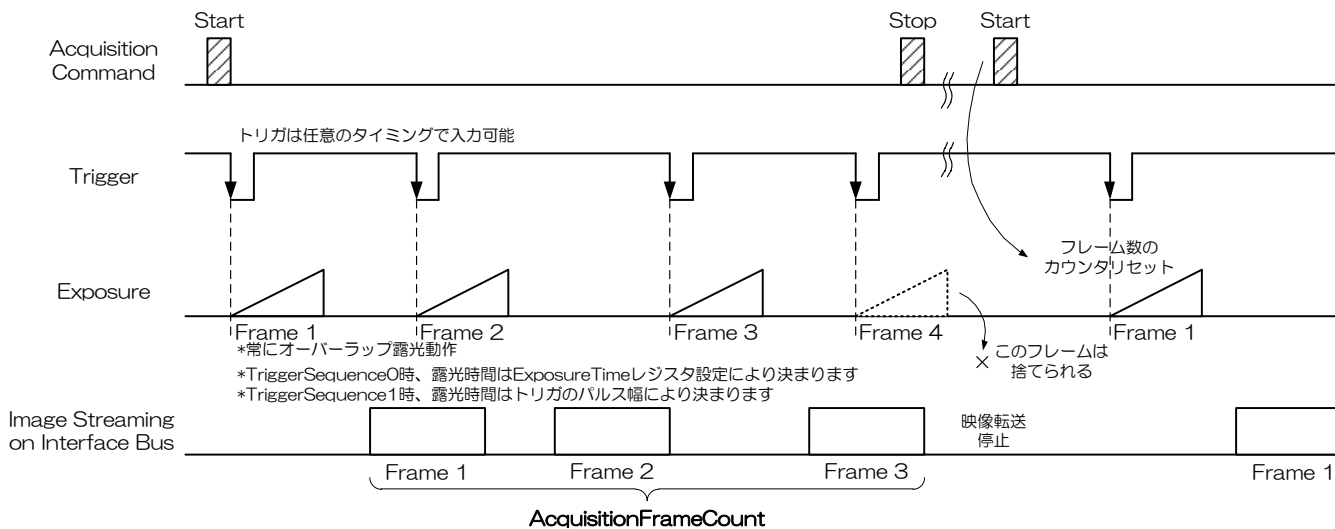 Start
Stop
Start
Acquisition
Command
トリガは任意のタイミングで入力可能
Trigger
フレーム数の
カウンタリセット
Exposure
Frame 1
Frame 2
Frame 3
Frame 4
Frame 1
*常にオーバーラップ露光動作
*TriggerSequence0時、露光時間はExposureTimeレジスタ設定により決まります
*TriggerSequence1時、露光時間はトリガのパルス幅により決まります
× このフレームは
捨てられる
Image Streaming
on Interface Bus
映像転送
停止
Frame 1
Frame 2
Frame 3
Frame 1
AcquisitionFrameCount